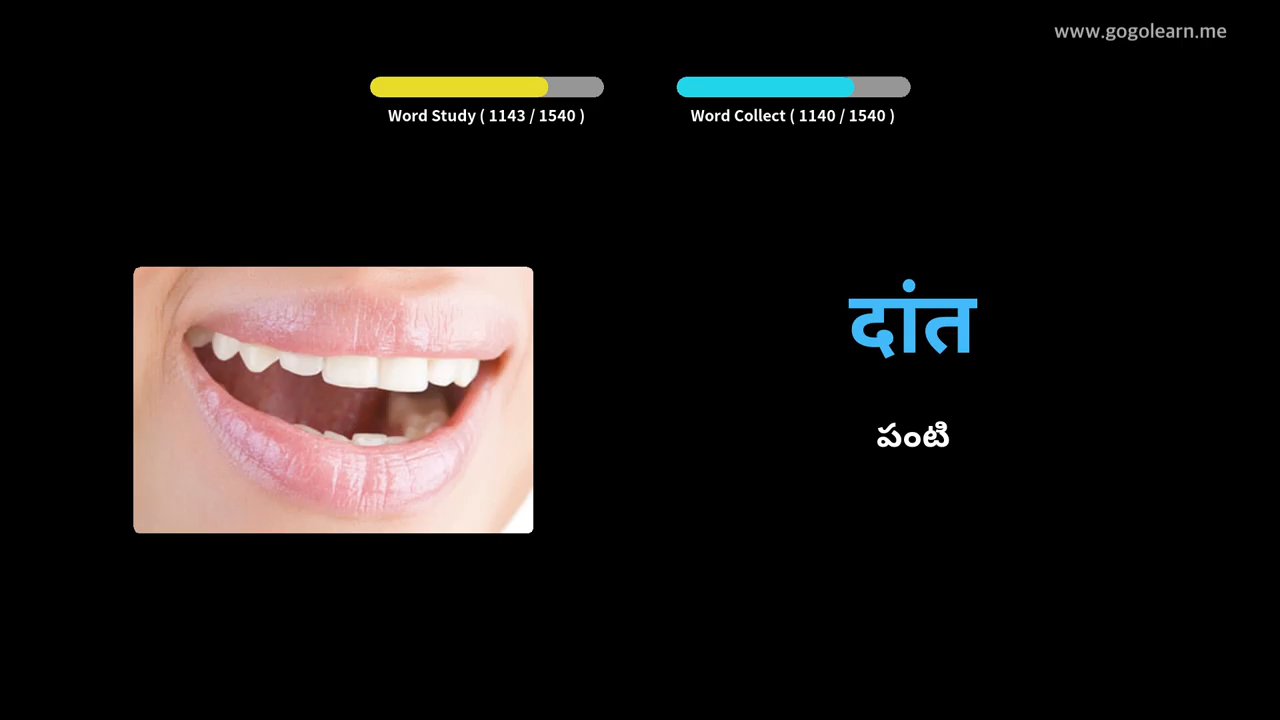 www.gogolearn.me
Word Study ( 1143 / 1540 )
Word Collect ( 1140 / 1540 )
दांत
పంటి